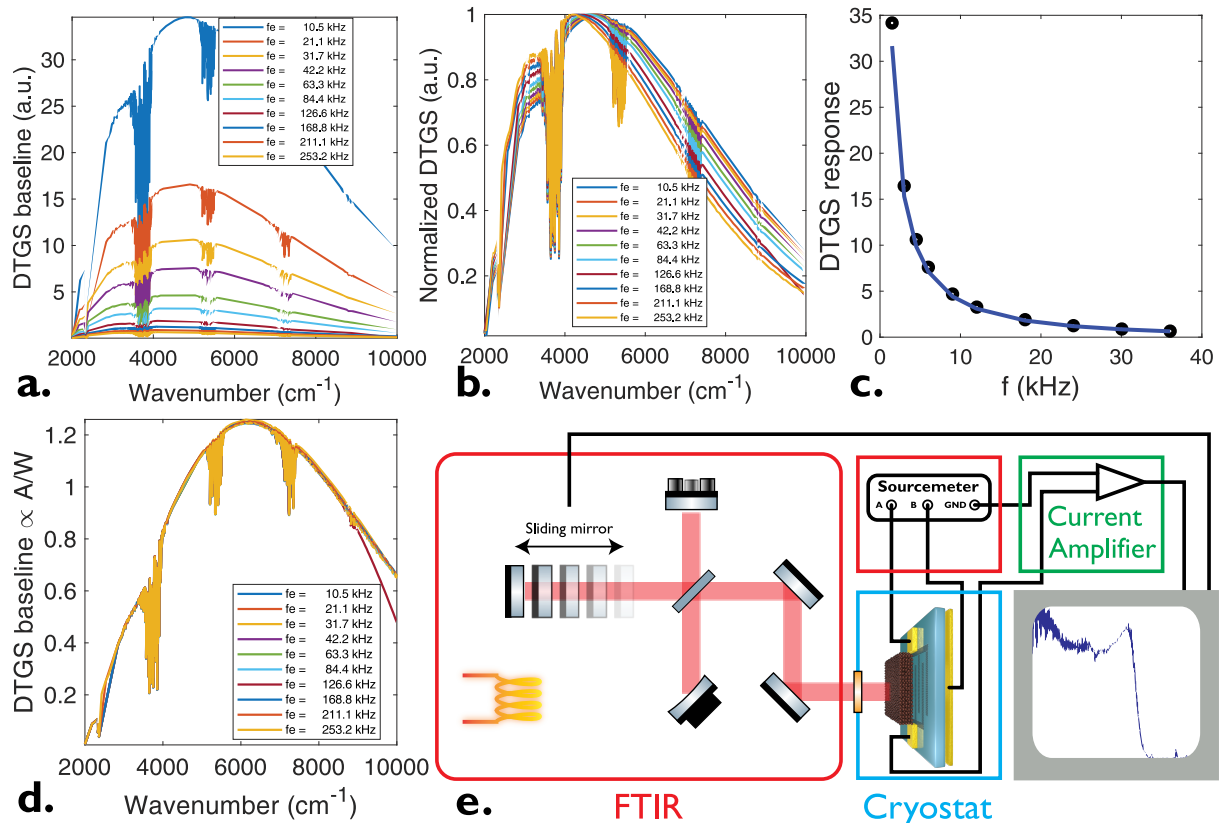 DTGS baseline (a.u.)
35
30
25
20
15
10
5
fe = 10.5 kHz
fe = 21.1 kHz
fe = 31.7 kHz
fe = 42.2 kHz
fe = 63.3 kHz
fe = 84.4 kHz
fe = 126.6 kHz
fe = 168.8 kHz
fe = 211.1 kHz
fe = 253.2 kHz
2000 4000 6000 8000 10000
Wavenumber (cm-1)
a.
Normalized DTGS (a.u.)
1
0.8
0.6
0.4
0.2
fe = 10.5 kHz
fe = 21.1 kHz
fe = 31.7 kHz
fe = 42.2 kHz
fe = 63.3 kHz
fe = 84.4 kHz
fe = 126.6 kHz
fe = 168.8 kHz
fe = 211.1 kHz
fe = 253.2 kHz
2000 4000 6000 8000 10000
Wavenumber (cm-1)
b.
DTGS response
35
30
25
20
15
10
5
0
0 10 20 30 40
f (kHz)
c.
DTGS baseline ∝ A/W
1.2
1
0.8
0.6
0.4
0.2
fe = 10.5 kHz
fe = 21.1 kHz
fe = 31.7 kHz
fe = 42.2 kHz
fe = 63.3 kHz
fe = 84.4 kHz
fe = 126.6 kHz
fe = 168.8 kHz
fe = 211.1 kHz
fe = 253.2 kHz
2000 4000 6000 8000 10000
Wavenumber (cm-1)
d.
Sliding mirror
Sourcemeter
A B GND
Current
Amplifier
e.
FTIR
Cryostat